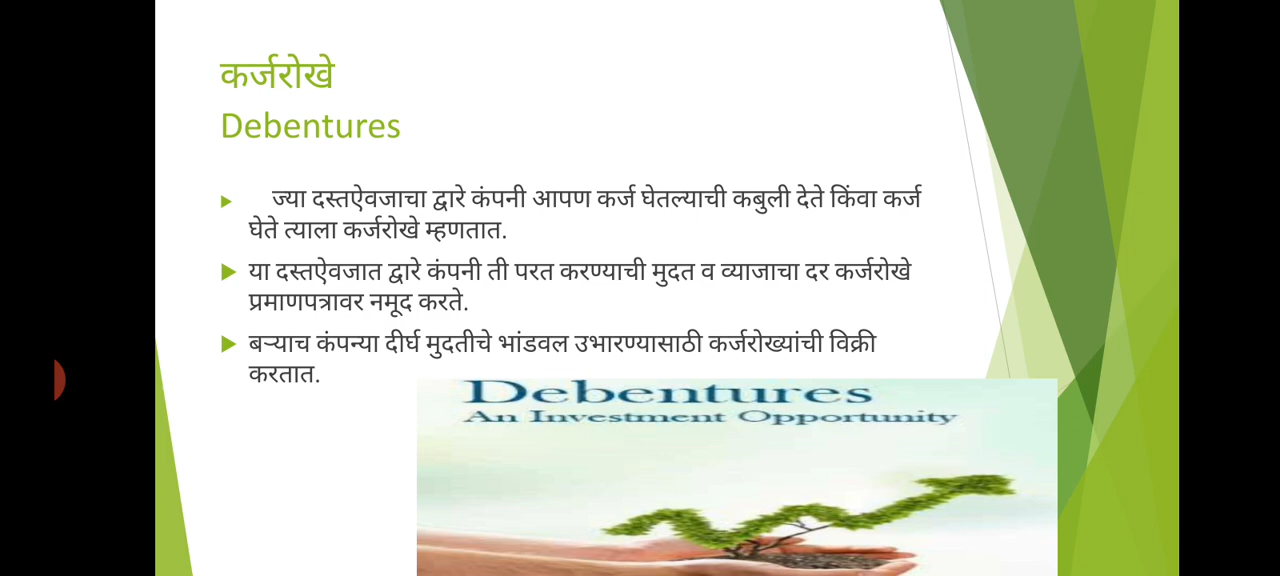 कर्जरोखे
Debentures
ज्या दस्तऐवजाचा द्वारे कंपनी आपण कर्ज घेतल्याची कबुली देते किंवा कर्ज
घेते त्याला कर्जरोखे म्हणतात.
या दस्तऐवजात द्वारे कंपनी ती परत करण्याची मुदत व व्याजाचा दर कर्जरोखे
प्रमाणपत्रावर नमूद करते.
बऱ्याच कंपन्या दीर्घ मुदतीचे भांडवल उभारण्यासाठी कर्जरोख्यांची विक्री
करतात.
Debentures
An Investment Opportunity